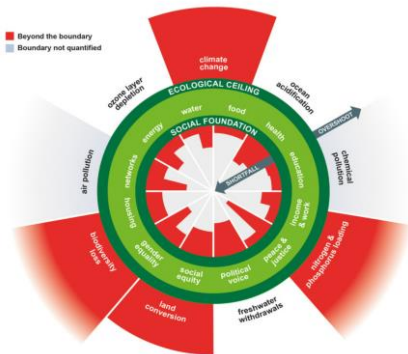 Beyond the boundary
Boundary not quantified
climate
change
ozone layer
depletion
ocean
acidification
ECOLOGICAL CEILING
water
food
energy
health
SOCIAL FOUNDATION
networks
education
OVERSHOOT
SHORTFALL
air pollution
chemical
pollution
housing
income
& work
gender
equality
peace &
justice
social equity
political
voice
biodiversity
loss
nitrogen &
phosphorus loading
land
conversion
freshwater
withdrawals